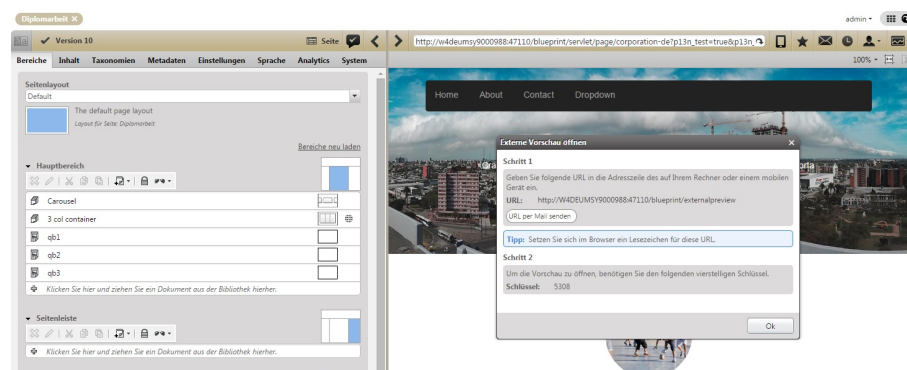 Diplomarbeit ✕
admin
Version 10
Seite
http://w4deumsy9000988:47110/blueprint/servlet/page/corporation-de?p13n_test=true&p13n_
Bereiche Inhalt Taxonomien Metadaten Einstellungen Sprache Analytics System
100%
Seitenlayout
Default
The default page layout
Layout für Seite: Diplomarbeit
Bereiche neu laden
Hauptbereich
Carousel
3 col container
qb1
qb2
qb3
Klicken Sie hier und ziehen Sie ein Dokument aus der Bibliothek hierher.
Seitenleiste
Klicken Sie hier und ziehen Sie ein Dokument aus der Bibliothek hierher.
Home About Contact Dropdown
Externe Vorschau öffnen ✕
Schritt 1
Geben Sie folgende URL in die Adresszeile des auf Ihrem Rechner oder einem mobilen
Gerät ein.
URL: http://W4DEUMSY9000988:47110/blueprint/externalpreview
URL per Mail senden
Tipp: Setzen Sie sich im Browser ein Lesezeichen für diese URL.
Schritt 2
Um die Vorschau zu öffnen, benötigen Sie den folgenden vierstelligen Schlüssel.
Schlüssel: 5308
Ok